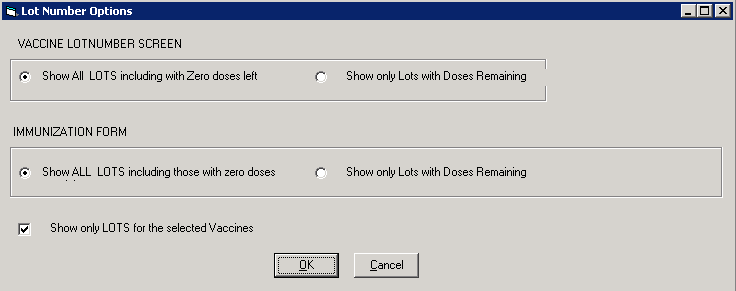 Lot Number Options
VACCINE LOTNUMBER SCREEN
Show All LOTS including with Zero doses left
Show only Lots with Doses Remaining
IMMUNIZATION FORM
Show ALL LOTS including those with zero doses
Show only Lots with Doses Remaining
Show only LOTS for the selected Vaccines
OK
Cancel